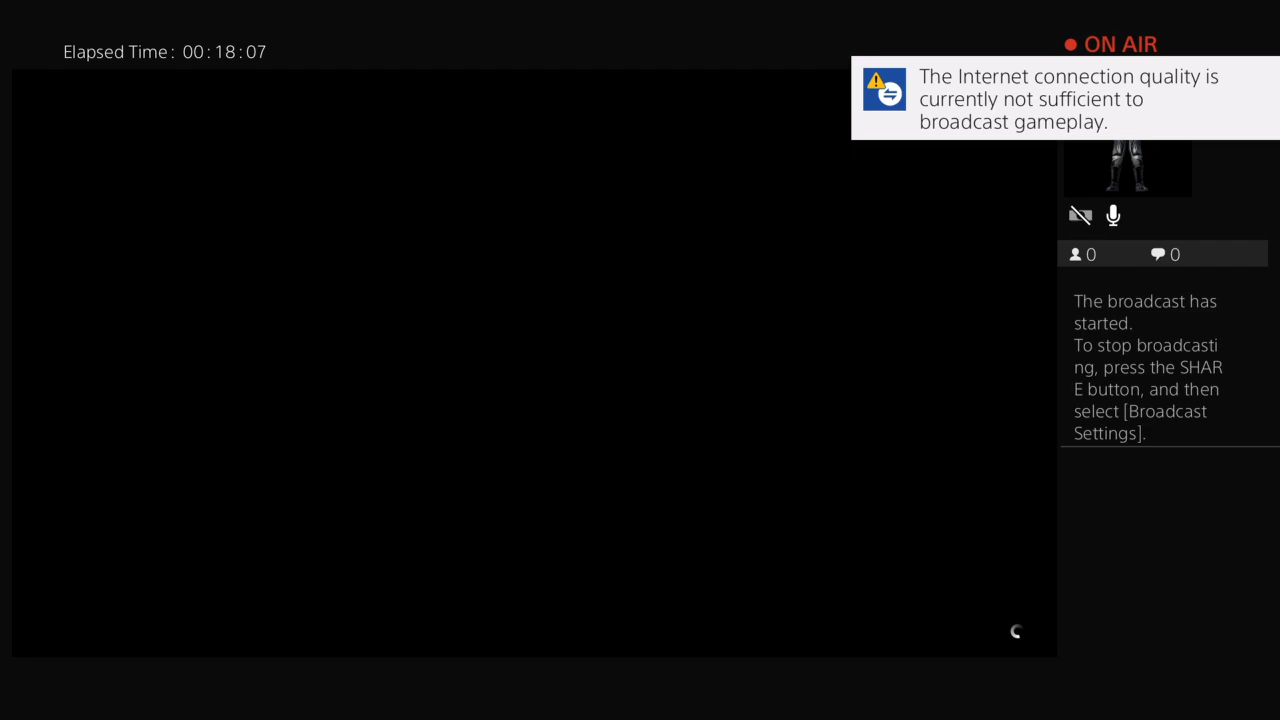 Elapsed Time: 00:18:07
ON AIR
The Internet connection quality is
currently not sufficient to
broadcast gameplay.
0
0
The broadcast has
started.
To stop broadcasti
ng, press the SHAR
E button, and then
select [Broadcast
Settings].